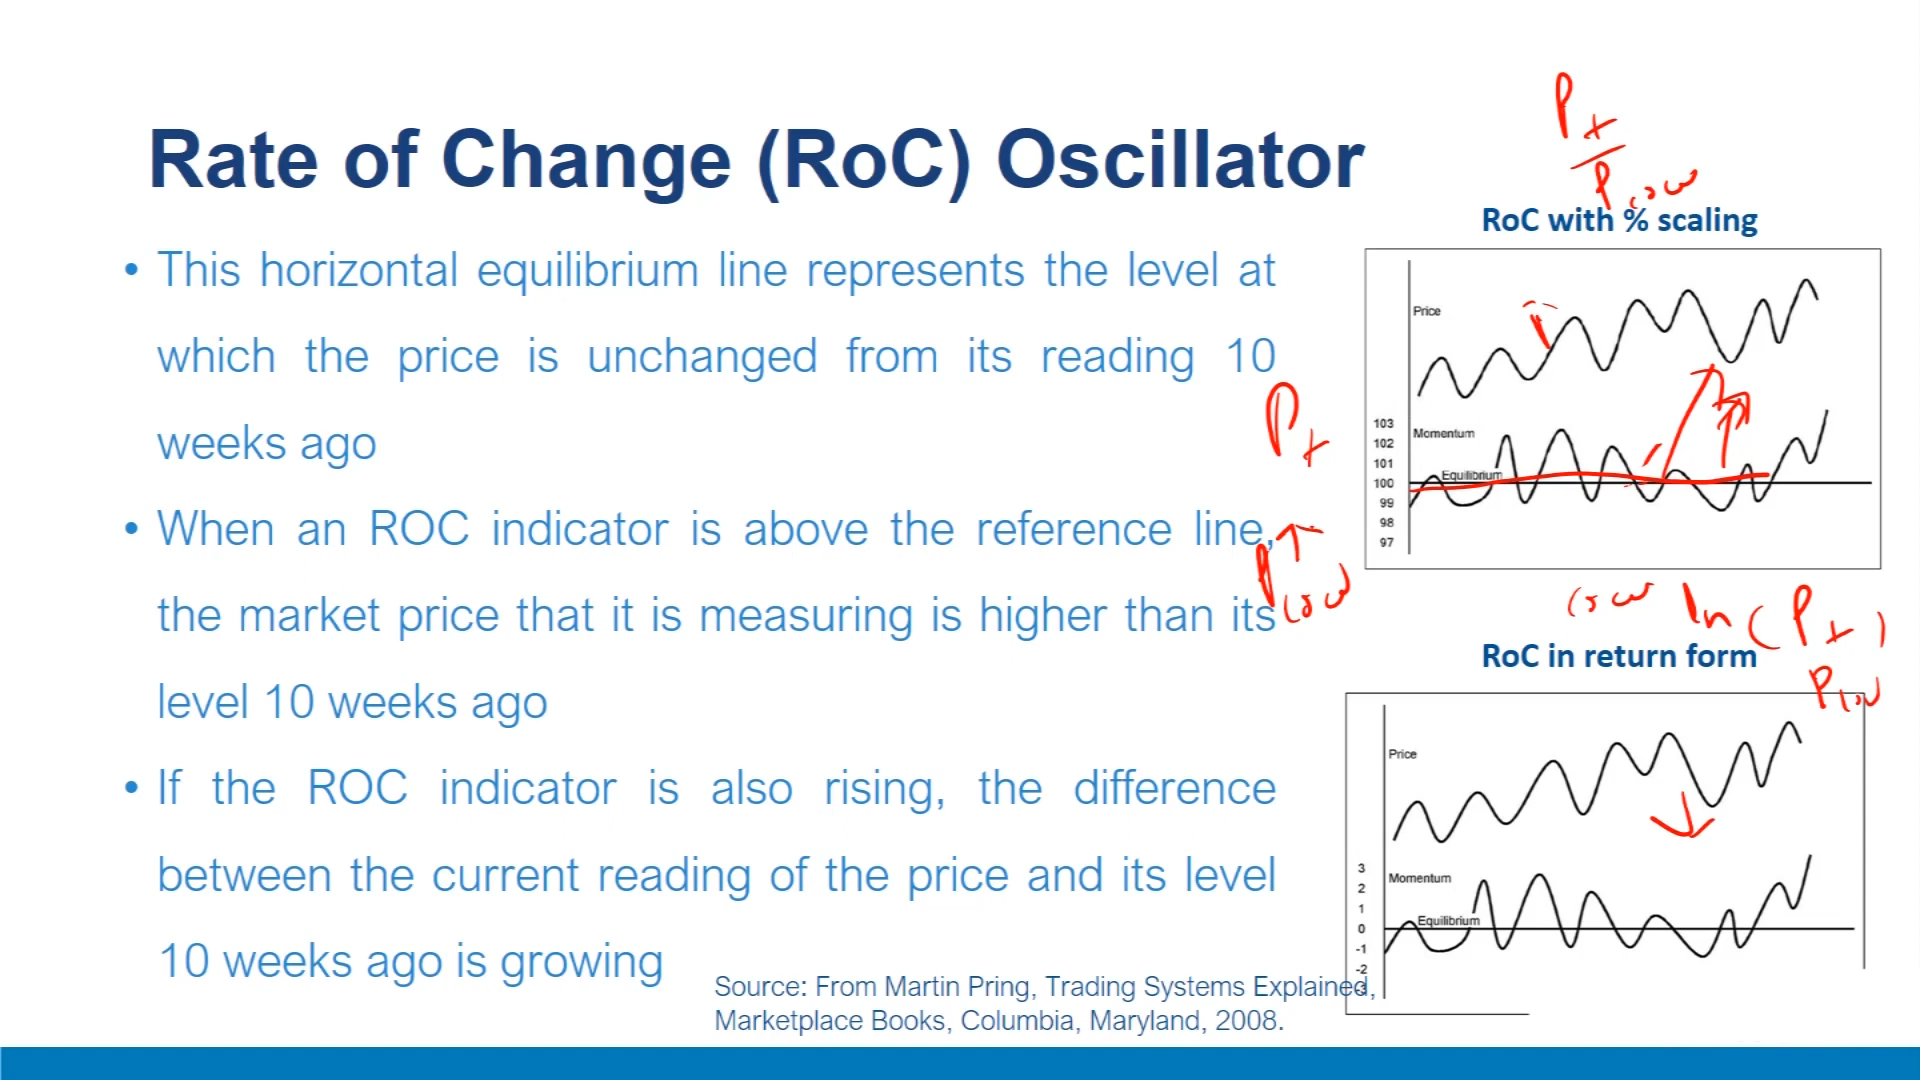 Rate of Change (RoC) Oscillator
• This horizontal equilibrium line represents the level at
which the price is unchanged from its reading 10
weeks ago
• When an ROC indicator is above the reference line,
the market price that it is measuring is higher than its
level 10 weeks ago
• If the ROC indicator is also rising, the difference
between the current reading of the price and its level
10 weeks ago is growing
Source: From Martin Pring, Trading Systems Explained,
Marketplace Books, Columbia, Maryland, 2008.
RoC with % scaling
Price
103
102
101
100
99
98
97
Momentum
Equilibrium
ln
RoC in return form
Price
3
2
1
0
-1
-2
-3
Momentum
Equilibrium